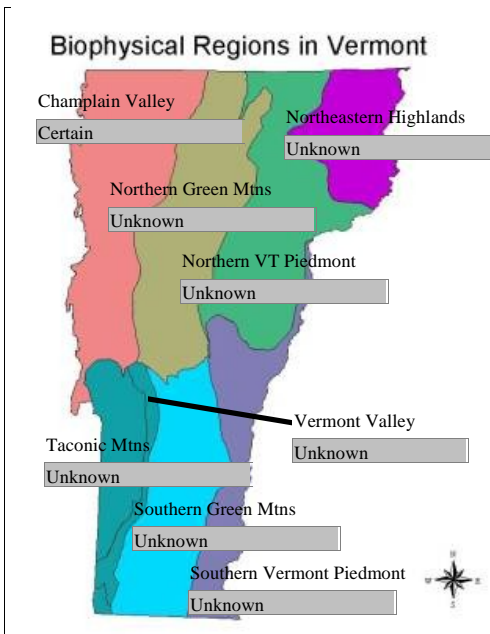 Biophysical Regions in Vermont
Champlain Valley
Certain
Northeastern Highlands
Unknown
Northern Green Mtns
Unknown
Northern VT Piedmont
Unknown
Vermont Valley
Unknown
Taconic Mtns
Unknown
Southern Green Mtns
Unknown
Southern Vermont Piedmont
Unknown
N
W E
S